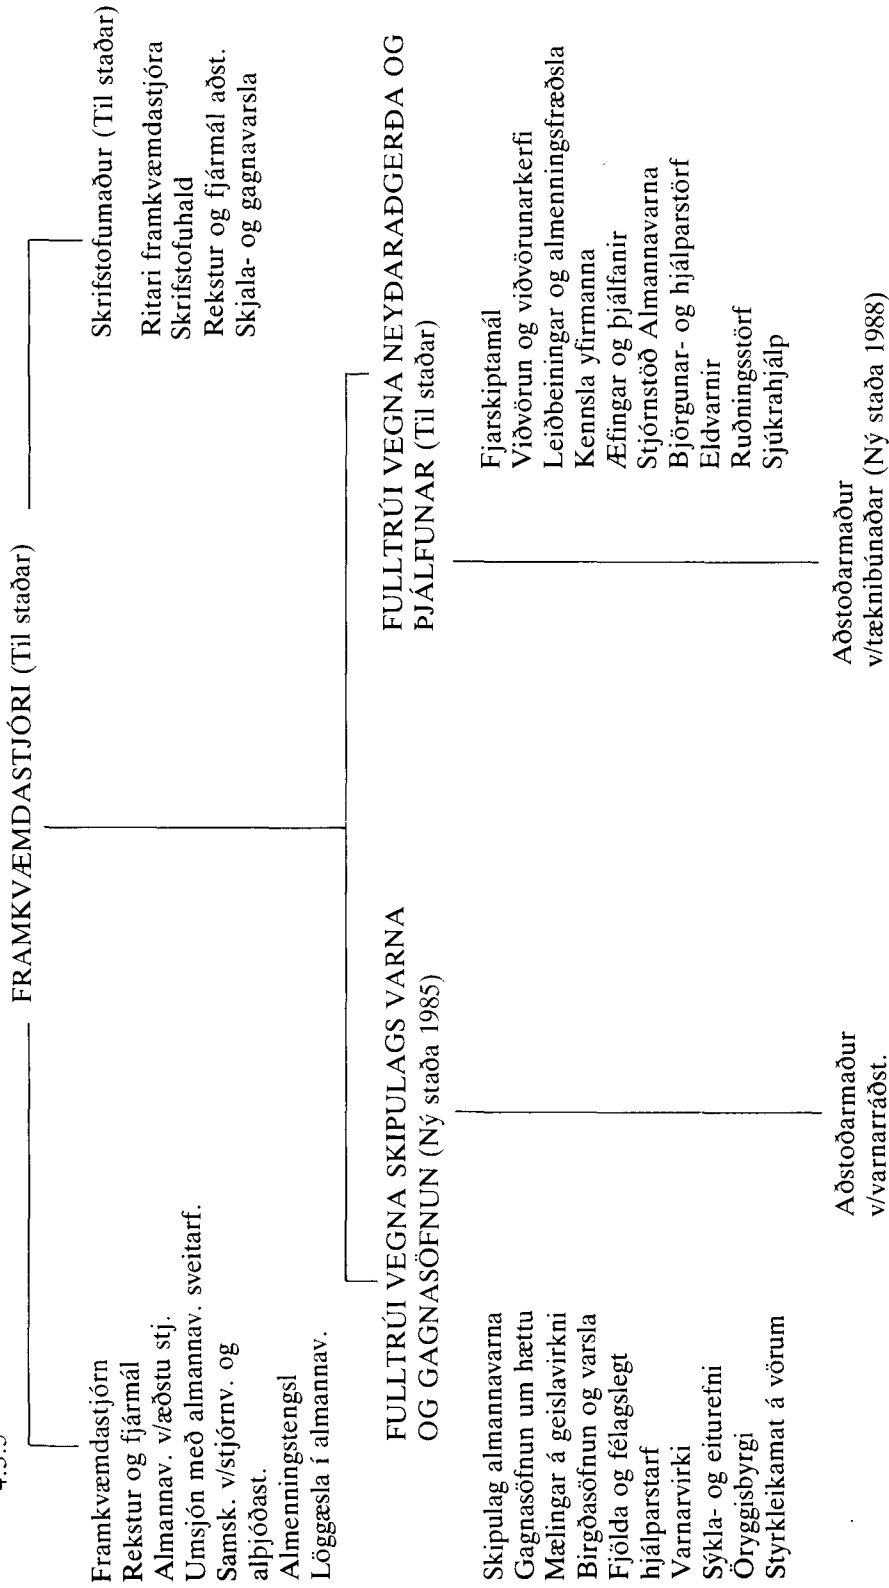 4.5.5
FRAMKVÆMDASTJÓRI (Til staðar)
Framkvæmdastjórn
Rekstur og fjármál
Almannav. v/æðstu stj.
Umsjón með almannav. sveitarf.
Samsk. v/stjórnv. og
alþjóðast.
Almenningstengsl
Löggæsla í almannav.
Skrifstofumaður (Til staðar)
Ritari framkvæmdastjóra
Skrifstofuhald
Rekstur og fjármál aðst.
Skjala- og gagnavarsla
FULLTRÚI VEGNA SKIPULAGS VARNA
OG GAGNASÖFNUN (Ný staða 1985)
Skipulag almannavarna
Gagnasöfnun um hættu
Mælingar á geislavirkni
Birgðasöfnun og varsla
Fjölda og félagslegt
hjálparstarf
Varnarvirki
Sýkla- og eiturefni
Öryggisbyrgi
Styrkleikamat á vörum
Aðstoðarmaður
v/varnarráðst.
FULLTRÚI VEGNA NEYÐARAÐGERÐA OG
ÞJÁLFUNAR (Til staðar)
Fjarskiptamál
Viðvörun og viðvörunarkerfi
Leiðbeiningar og almenningsfræðsla
Kennsla yfirmanna
Æfingar og þjálfanir
Stjórnstöð Almannavarna
Björgunar- og hjálparstörf
Eldvarnir
Ruðningsstörf
Sjúkrahjálp
Aðstoðarmaður
v/tæknibúnaðar (Ný staða 1988)